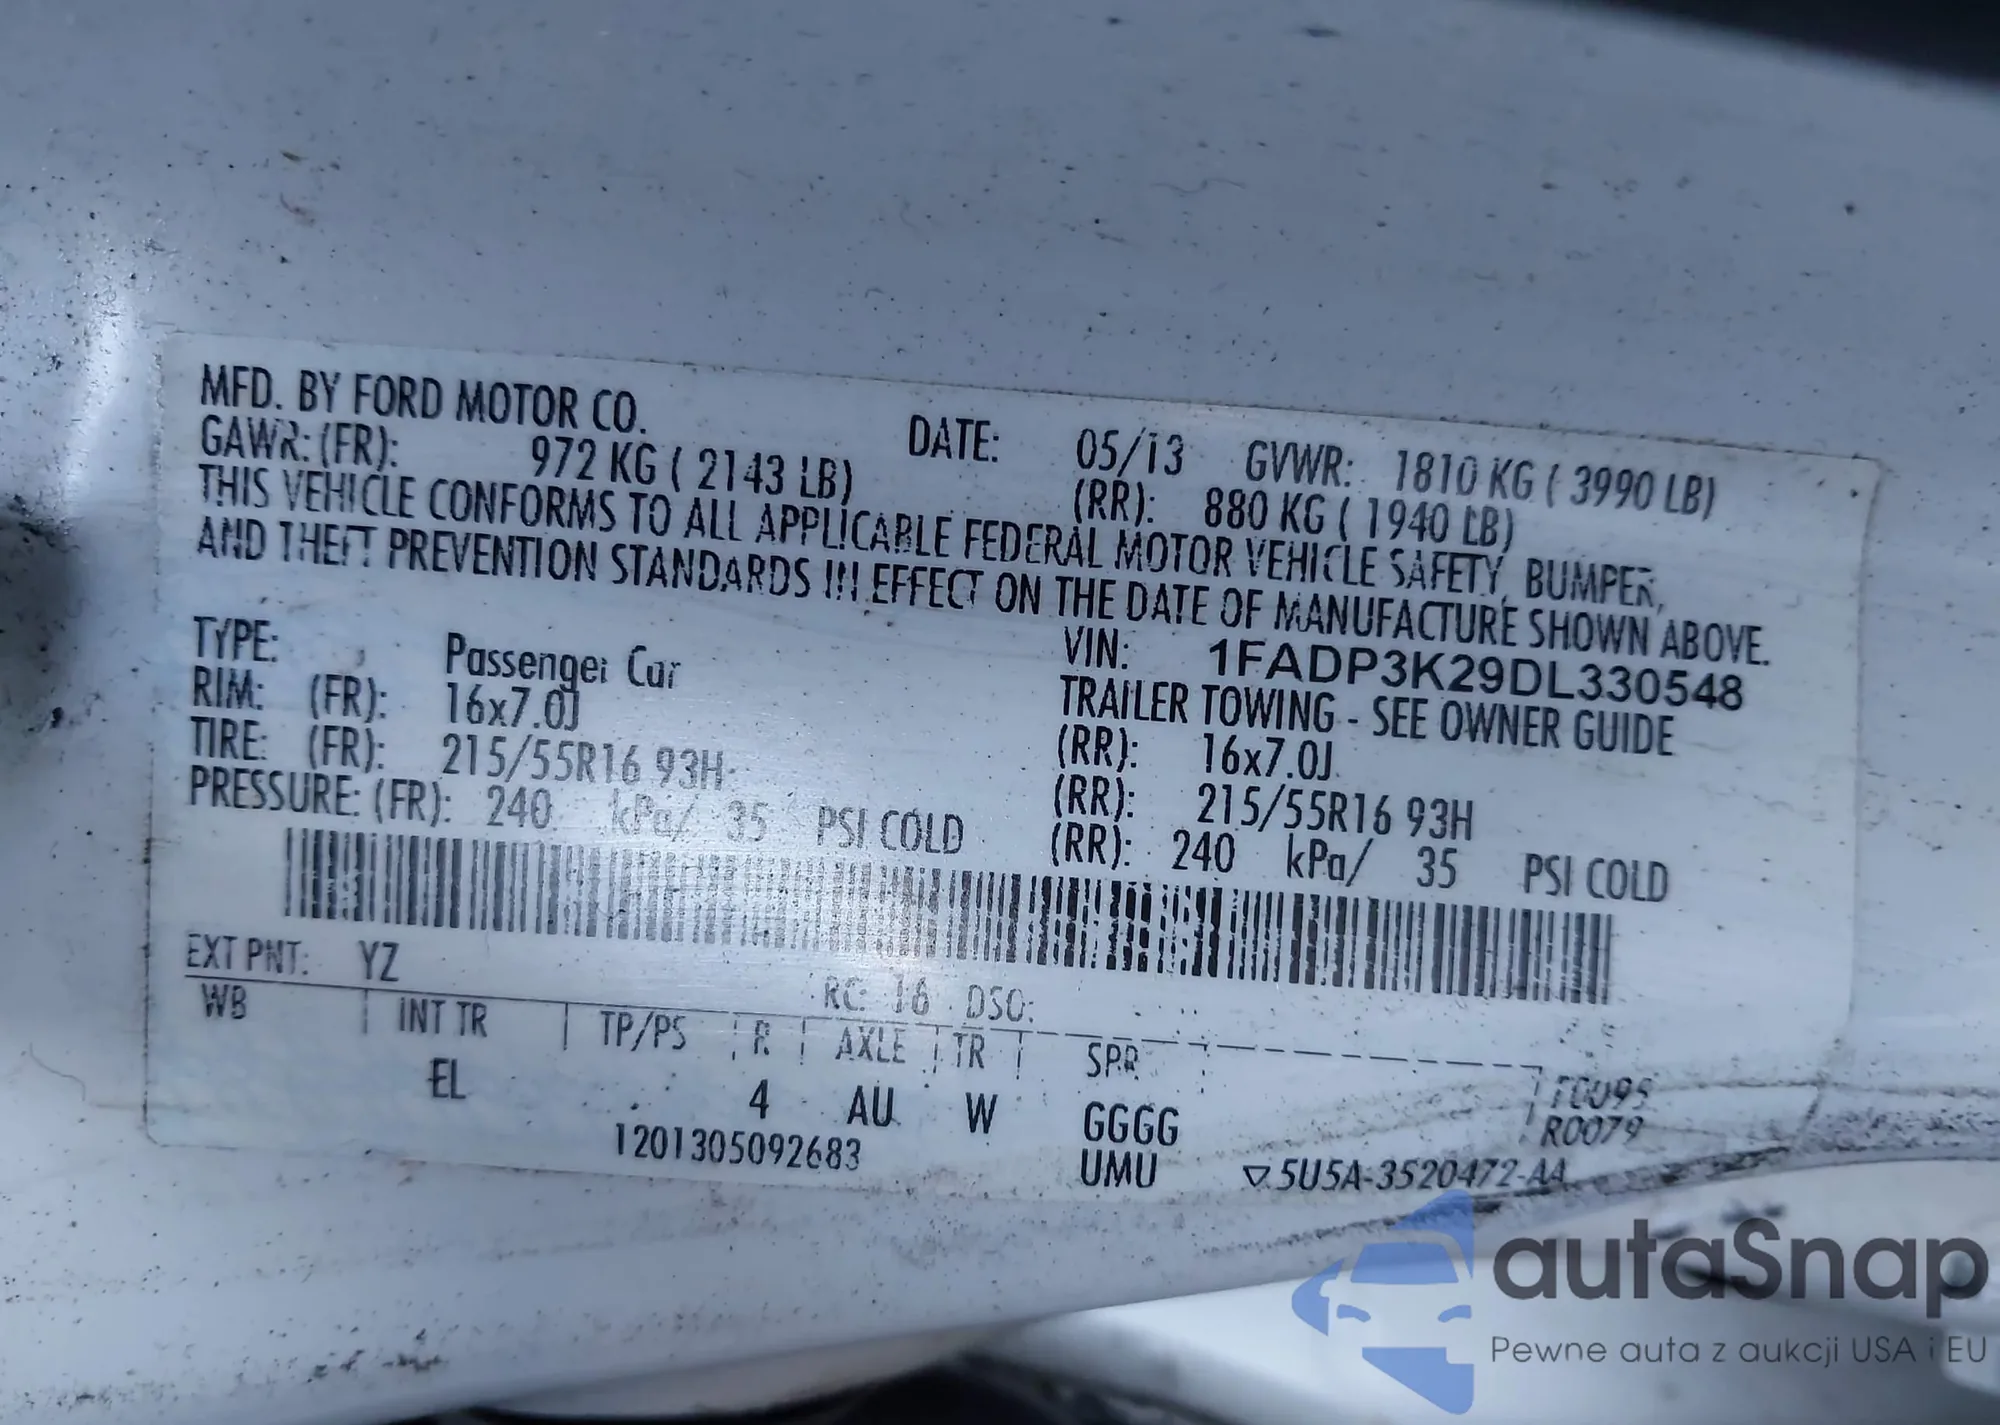 MFD. BY FORD MOTOR CO. DATE: 05/13 GVWR: 1810 KG ( 3990 LB)
GAWR: (FR): 972 KG ( 2143 LB) (RR): 880 KG ( 1940 LB)
THIS VEHICLE CONFORMS TO ALL APPLICABLE FEDERAL MOTOR VEHICLE SAFETY, BUMPER,
AND THEFT PREVENTION STANDARDS IN EFFECT ON THE DATE OF MANUFACTURE SHOWN ABOVE.
VIN: 1FADP3K29DL330548
TYPE: Passenger Car TRAILER TOWING - SEE OWNER GUIDE
RIM: (FR): 16x7.0J (RR): 16x7.0J
TIRE: (FR): 215/55R16 93H (RR): 215/55R16 93H
PRESSURE: (FR): 240 kPa/ 35 PSI COLD (RR): 240 kPa/ 35 PSI COLD
EXT PNT: YZ RC: 16 DSO:
WB INT TR TP/PS R AXLE TR SPR
EL 4 AU W GGGG
R0079
1201305092683 UMU ▽5U5A-3520472-AA
autaSnap
Pewne auta z aukcji USA i EU